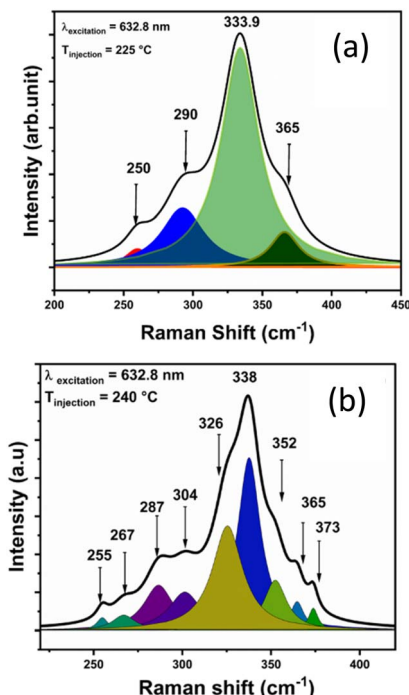 λexcitation = 632.8 nm
Tinjection = 225 °C
(a)
333.9
290
365
250
Intensity (arb.unit)
200 250 300 350 400 450
Raman Shift (cm-1)
λ excitation = 632.8 nm
Tinjection = 240 °C
(b)
338
326
352
287
304
365
267
373
255
Intensity (a.u)
250 300 350 400
Raman shift (cm-1)